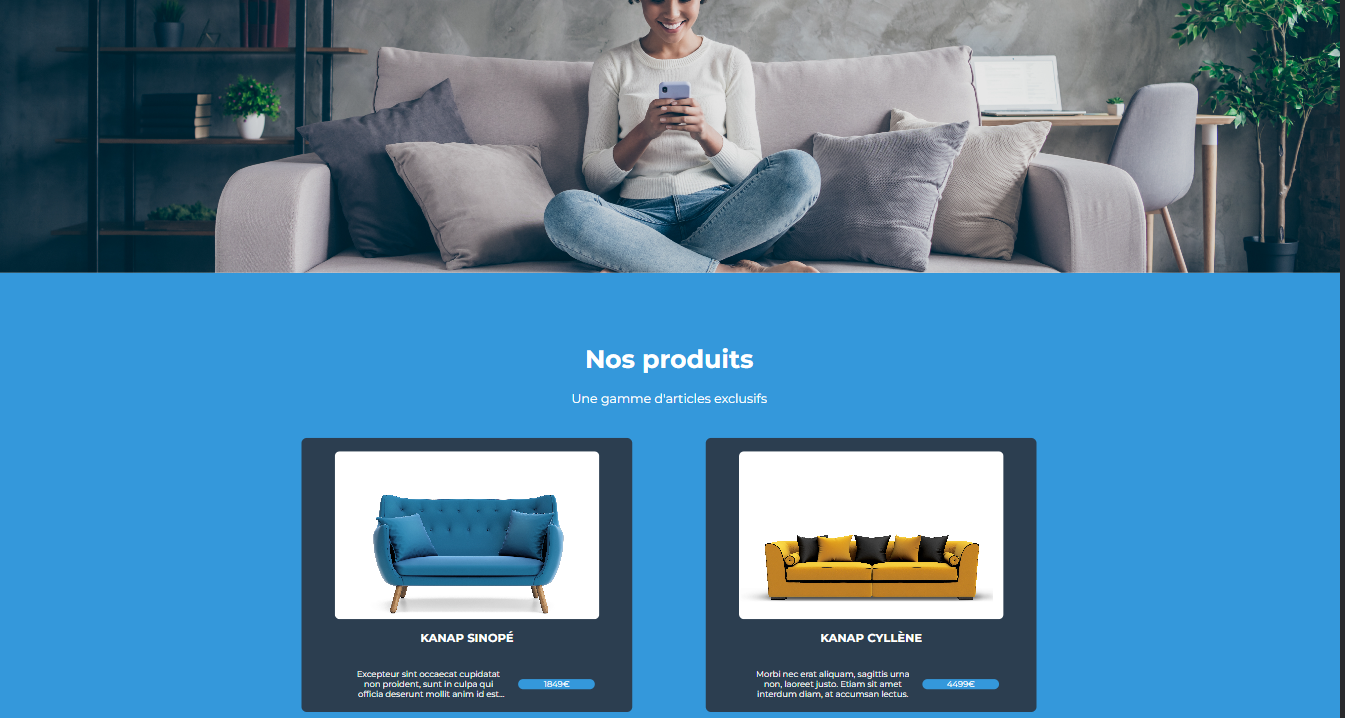 Nos produits
Une gamme d'articles exclusifs
KANAP SINOPÉ
Excepteur sint occaecat cupidatat
non proident, sunt in culpa qui
officia deserunt mollit anim id est...
1849€
KANAP CYLLÈNE
Morbi nec erat aliquam, sagittis urna
non, laoreet justo. Etiam sit amet
interdum diam, at accumsan lectus.
4499€